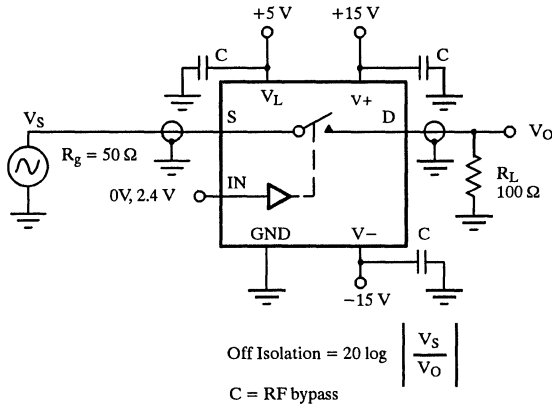 +5 V
+15 V
C
C
VL
V+
VS
S
D
VO
Rg = 50 Ω
RL
100 Ω
0V, 2.4 V
IN
GND
V−
C
−15 V
Off Isolation = 20 log | VS / VO |
C = RF bypass